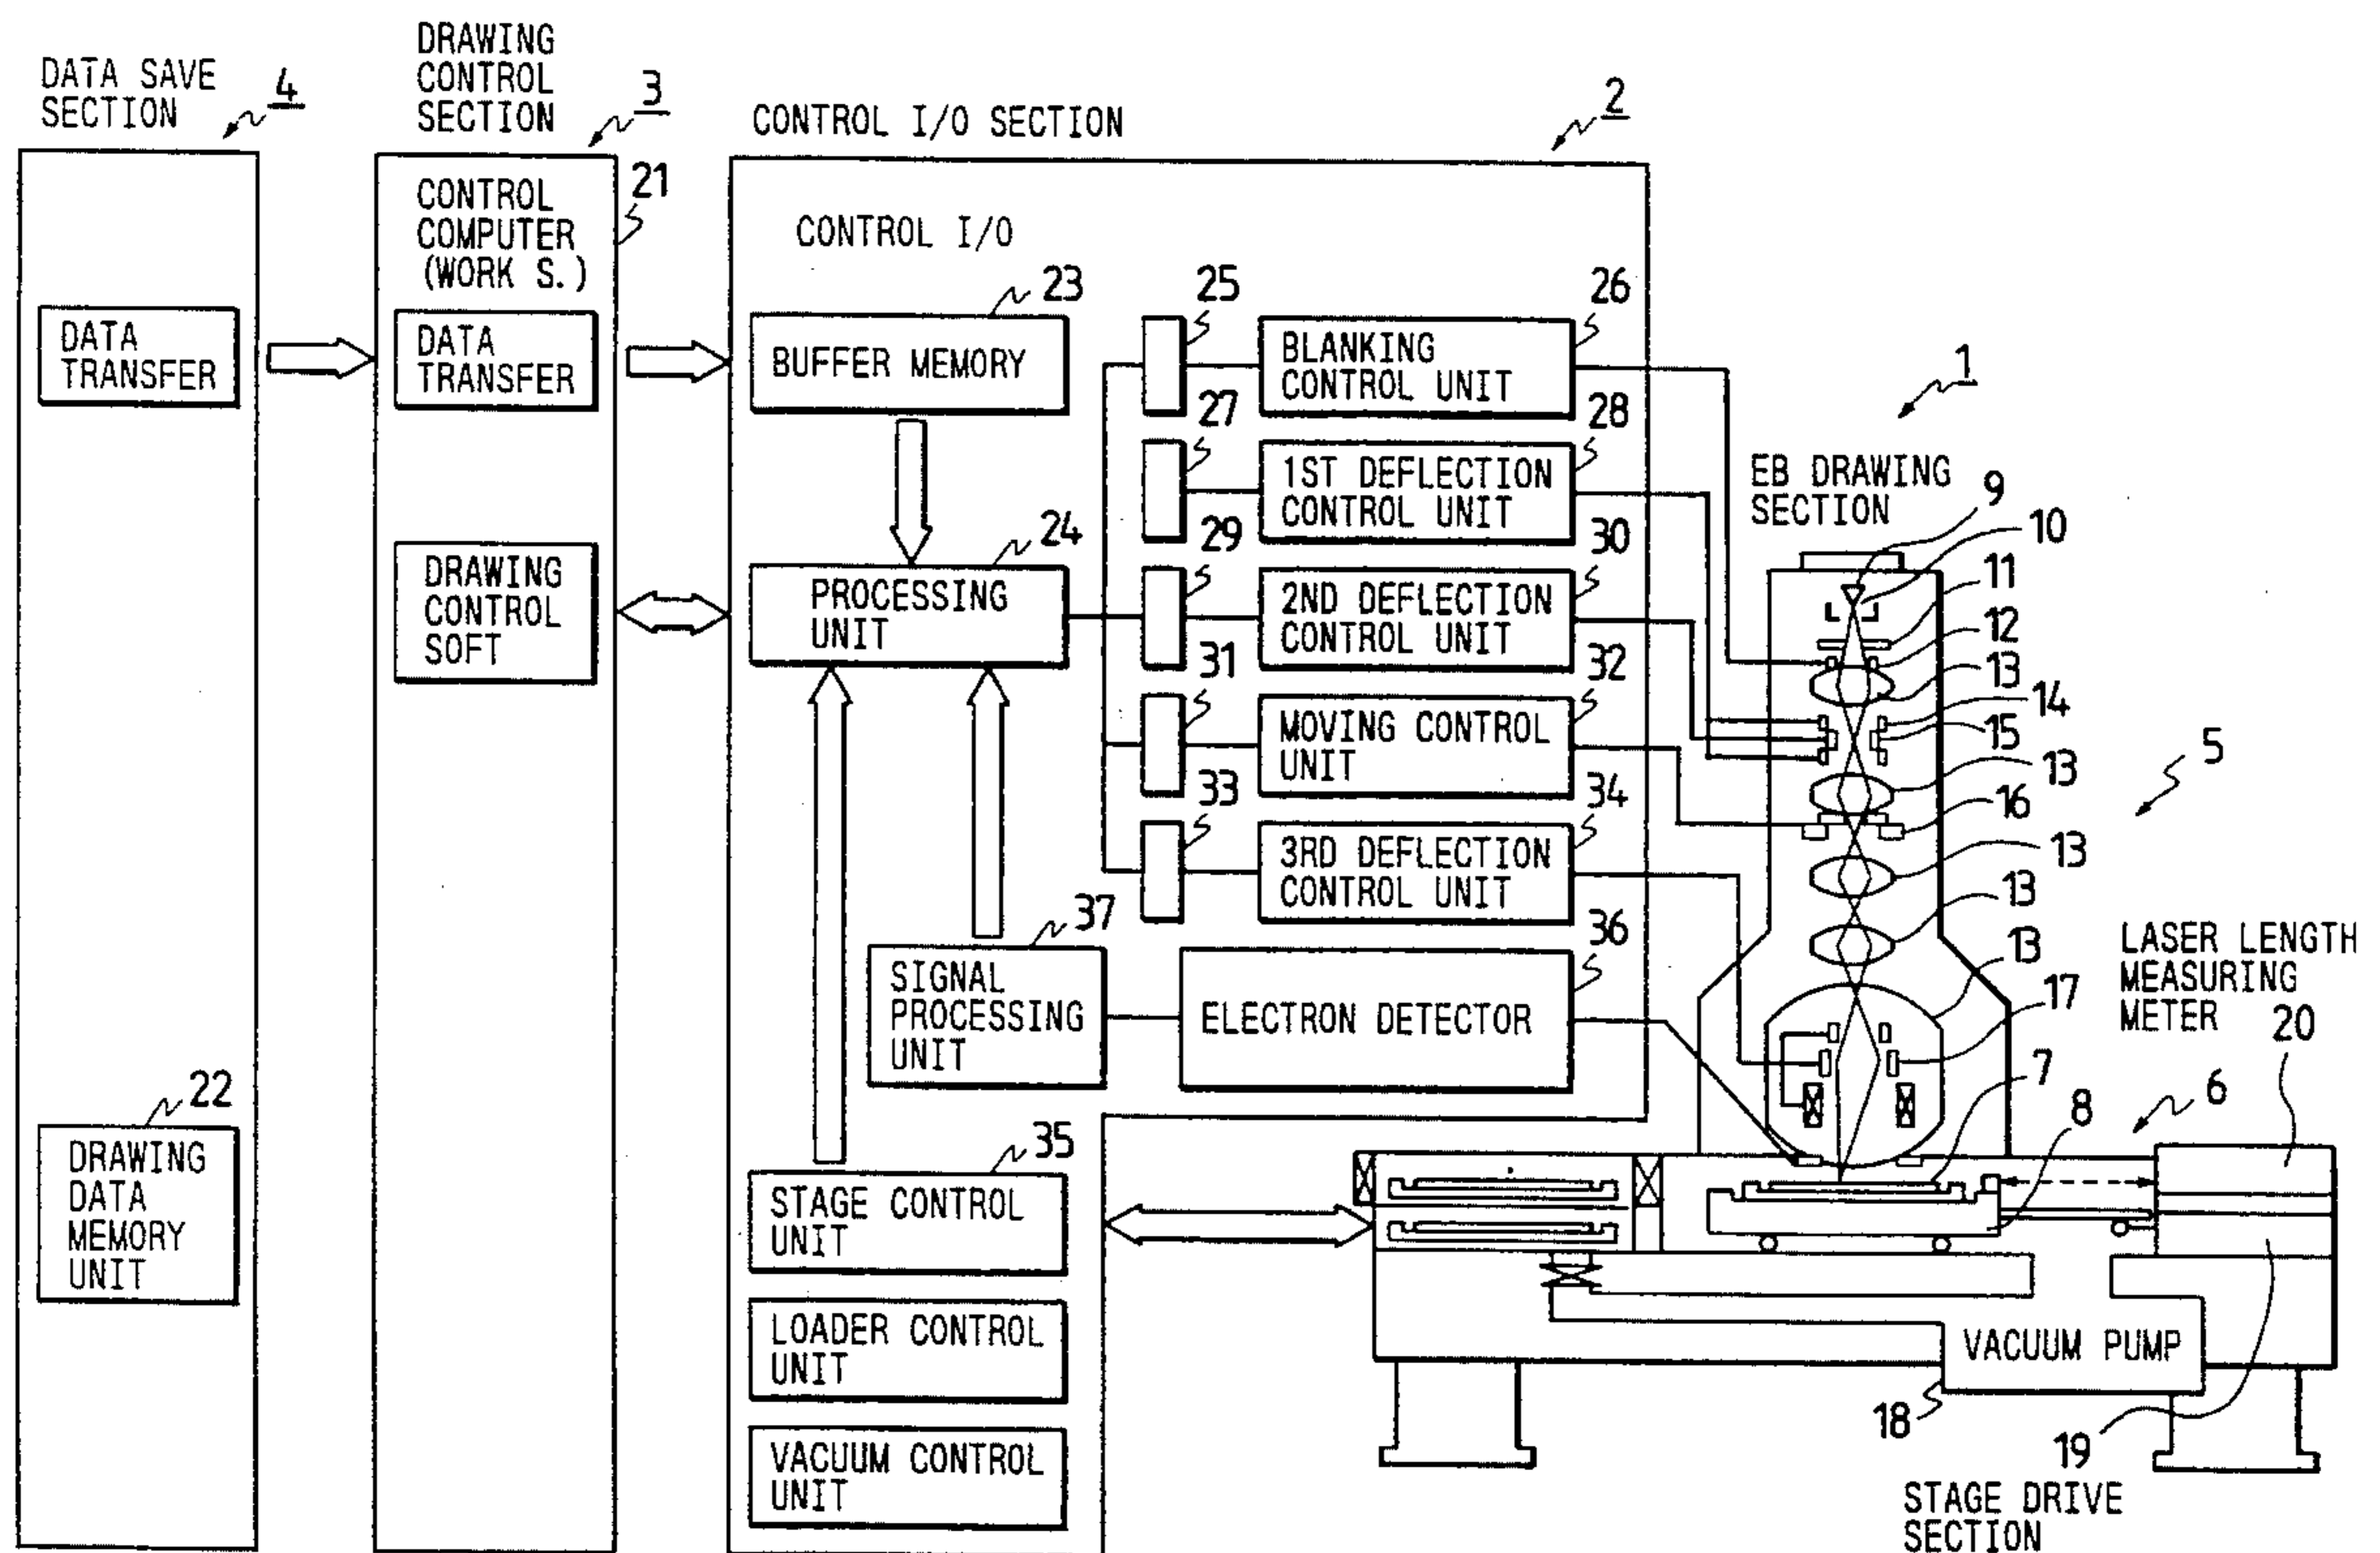 DATA SAVE
SECTION
4
DRAWING
CONTROL
SECTION
3
CONTROL I/O SECTION
2
CONTROL
COMPUTER
(WORK S.)
21
CONTROL I/O
DATA
TRANSFER
DATA
TRANSFER
BUFFER MEMORY
23
25
BLANKING
CONTROL UNIT
26
27
1ST DEFLECTION
CONTROL UNIT
28
DRAWING
CONTROL
SOFT
PROCESSING
UNIT
24
29
2ND DEFLECTION
CONTROL UNIT
30
31
MOVING CONTROL
UNIT
32
33
3RD DEFLECTION
CONTROL UNIT
34
SIGNAL
PROCESSING
UNIT
37
ELECTRON DETECTOR
36
DRAWING
DATA
MEMORY
UNIT
22
STAGE CONTROL
UNIT
35
LOADER CONTROL
UNIT
VACUUM CONTROL
UNIT
1
EB DRAWING
SECTION
9
10
11
12
13
14
15
13
16
13
13
13
17
5
LASER LENGTH
MEASURING
METER
20
7
8
6
VACUUM PUMP
18
19
STAGE DRIVE
SECTION